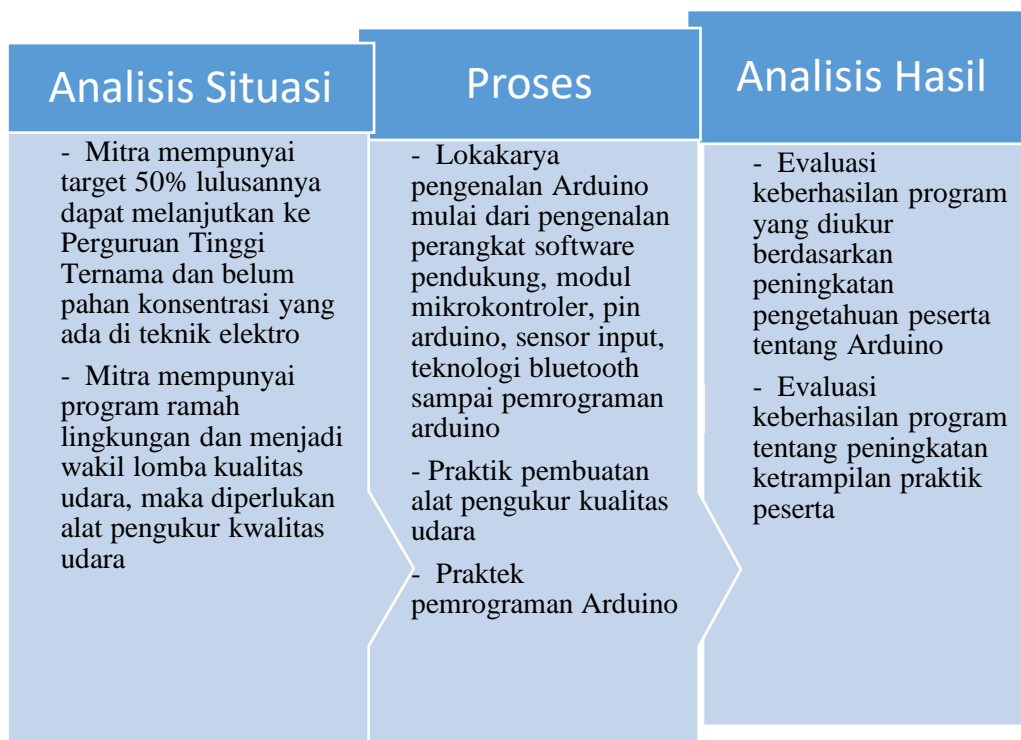 Analisis Situasi
- Mitra mempunyai
target 50% lulusannya
dapat melanjutkan ke
Perguruan Tinggi
Ternama dan belum
pahan konsentrasi yang
ada di teknik elektro
- Mitra mempunyai
program ramah
lingkungan dan menjadi
wakil lomba kualitas
udara, maka diperlukan
alat pengukur kwalitas
udara
Proses
- Lokakarya
pengenalan Arduino
mulai dari pengenalan
perangkat software
pendukung, modul
mikrokontroler, pin
arduino, sensor input,
teknologi bluetooth
sampai pemrograman
arduino
- Praktik pembuatan
alat pengukur kualitas
udara
- Praktek
pemrograman Arduino
Analisis Hasil
- Evaluasi
keberhasilan program
yang diukur
berdasarkan
peningkatan
pengetahuan peserta
tentang Arduino
- Evaluasi
keberhasilan program
tentang peningkatan
ketrampilan praktik
peserta